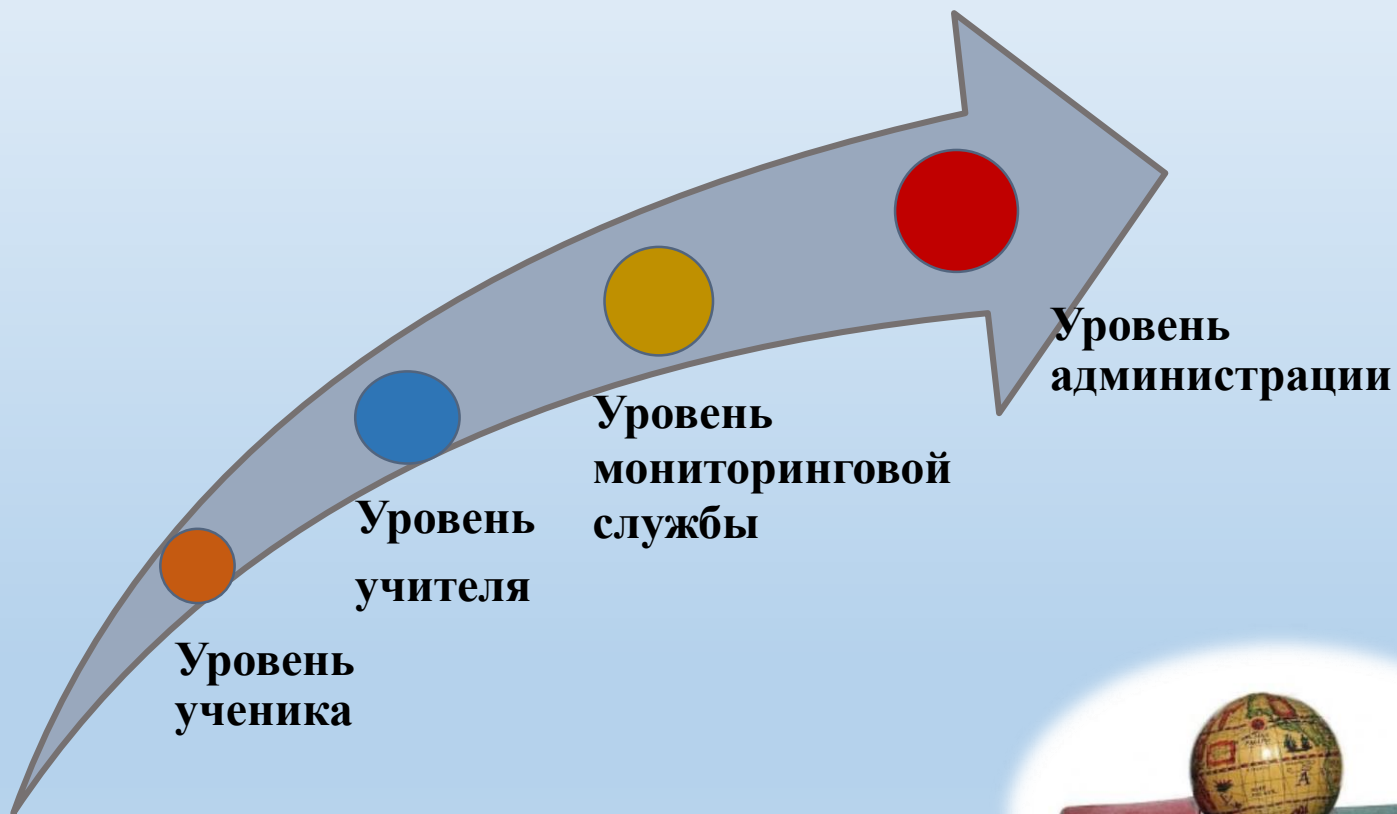 Уровень
ученика
Уровень
учителя
Уровень
мониторинговой
службы
Уровень
администрации